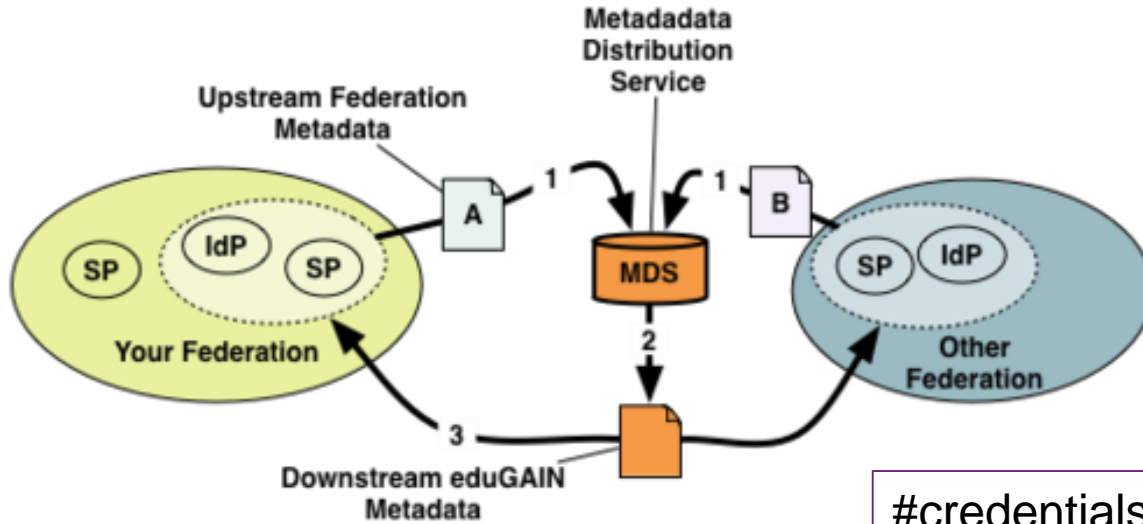 Metadadata
Distribution
Service
Upstream Federation
Metadata
A
1
1
B
SP
IdP
SP
Your Federation
MDS
2
SP
IdP
Other
Federation
3
Downstream eduGAIN
Metadata
#credentials